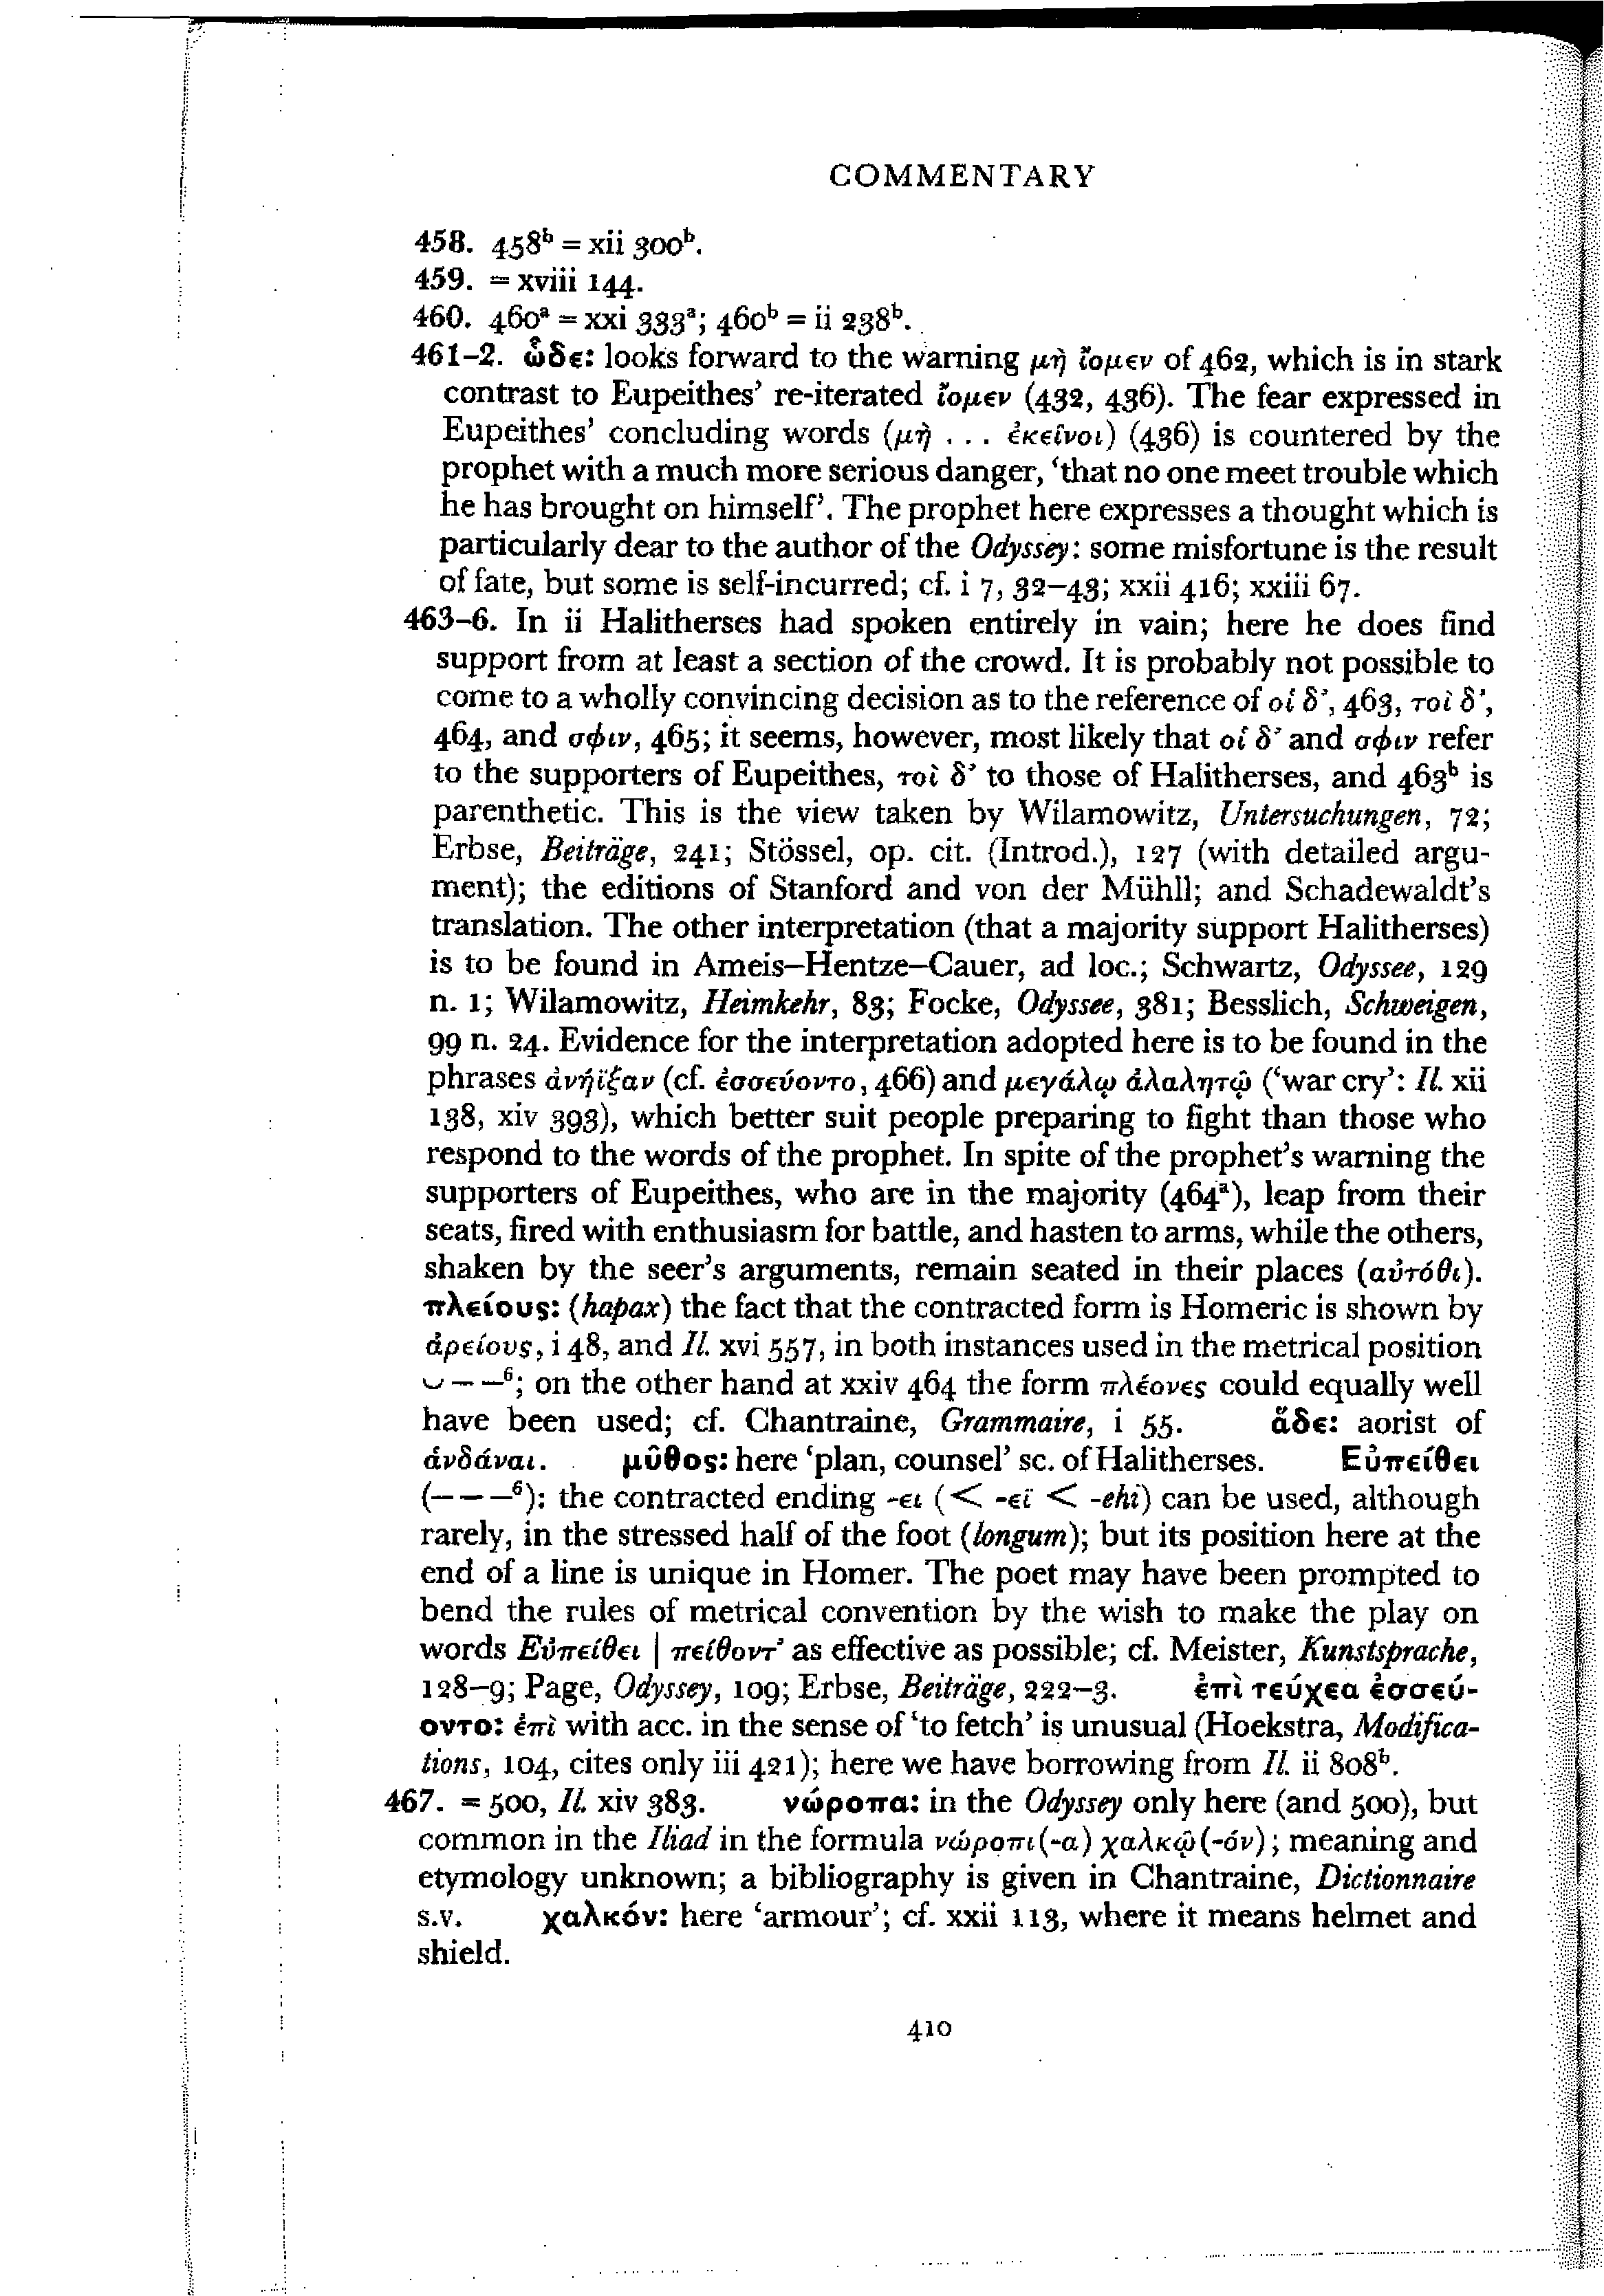 COMMENTARY
458. 458ᵇ = xii 300ᵇ.
459. = xviii 144.
460. 460ᵃ = xxi 333ᵃ; 460ᵇ = ii 238ᵇ.
461–2. ὧδε: looks forward to the warning μὴ ἴομεν of 462, which is in stark
contrast to Eupeithes’ re-iterated ἴομεν (432, 436). The fear expressed in
Eupeithes’ concluding words (μὴ . . . ἐκεῖνοι) (436) is countered by the
prophet with a much more serious danger, ‘that no one meet trouble which
he has brought on himself’. The prophet here expresses a thought which is
particularly dear to the author of the Odyssey: some misfortune is the result
of fate, but some is self-incurred; cf. i 7, 32–43; xxii 416; xxiii 67.
463–6. In ii Halitherses had spoken entirely in vain; here he does find
support from at least a section of the crowd. It is probably not possible to
come to a wholly convincing decision as to the reference of οἱ δ’, 463, τοὶ δ’,
464, and σφιν, 465; it seems, however, most likely that οἱ δ’ and σφιν refer
to the supporters of Eupeithes, τοὶ δ’ to those of Halitherses, and 463ᵇ is
parenthetic. This is the view taken by Wilamowitz, Untersuchungen, 72;
Erbse, Beiträge, 241; Stössel, op. cit. (Introd.), 127 (with detailed argu-
ment); the editions of Stanford and von der Mühll; and Schadewaldt’s
translation. The other interpretation (that a majority support Halitherses)
is to be found in Ameis–Hentze–Cauer, ad loc.; Schwartz, Odyssee, 129
n. 1; Wilamowitz, Heimkehr, 83; Focke, Odyssee, 381; Besslich, Schweigen,
99 n. 24. Evidence for the interpretation adopted here is to be found in the
phrases ἀνήϊξαν (cf. ἐσσεύοντο, 466) and μεγάλῳ ἀλαλητῷ (‘war cry’: Il. xii
138, xiv 393), which better suit people preparing to fight than those who
respond to the words of the prophet. In spite of the prophet’s warning the
supporters of Eupeithes, who are in the majority (464ᵃ), leap from their
seats, fired with enthusiasm for battle, and hasten to arms, while the others,
shaken by the seer’s arguments, remain seated in their places (αὐτόθι).
πλείους: (hapax) the fact that the contracted form is Homeric is shown by
ἀρείους, i 48, and Il. xvi 557, in both instances used in the metrical position
⏑ – –⁶; on the other hand at xxiv 464 the form πλέονες could equally well
have been used; cf. Chantraine, Grammaire, i 55. ἅδε: aorist of
ἁνδάναι. μῦθος: here ‘plan, counsel’ sc. of Halitherses. Εὐπείθει
(– – –⁶): the contracted ending -ει (< -εϊ < -ehi) can be used, although
rarely, in the stressed half of the foot (longum); but its position here at the
end of a line is unique in Homer. The poet may have been prompted to
bend the rules of metrical convention by the wish to make the play on
words Εὐπείθει | πείθοντ’ as effective as possible; cf. Meister, Kunstsprache,
128–9; Page, Odyssey, 109; Erbse, Beiträge, 222–3. ἐπὶ τεύχεα ἐσσεύ-
οντο: ἐπὶ with acc. in the sense of ‘to fetch’ is unusual (Hoekstra, Modifica-
tions, 104, cites only iii 421); here we have borrowing from Il. ii 808ᵇ.
467. = 500, Il. xiv 383. νώροπα: in the Odyssey only here (and 500), but
common in the Iliad in the formula νώροπι(-α) χαλκῷ(-όν); meaning and
etymology unknown; a bibliography is given in Chantraine, Dictionnaire
s.v. χαλκόν: here ‘armour’; cf. xxii 113, where it means helmet and
shield.
410